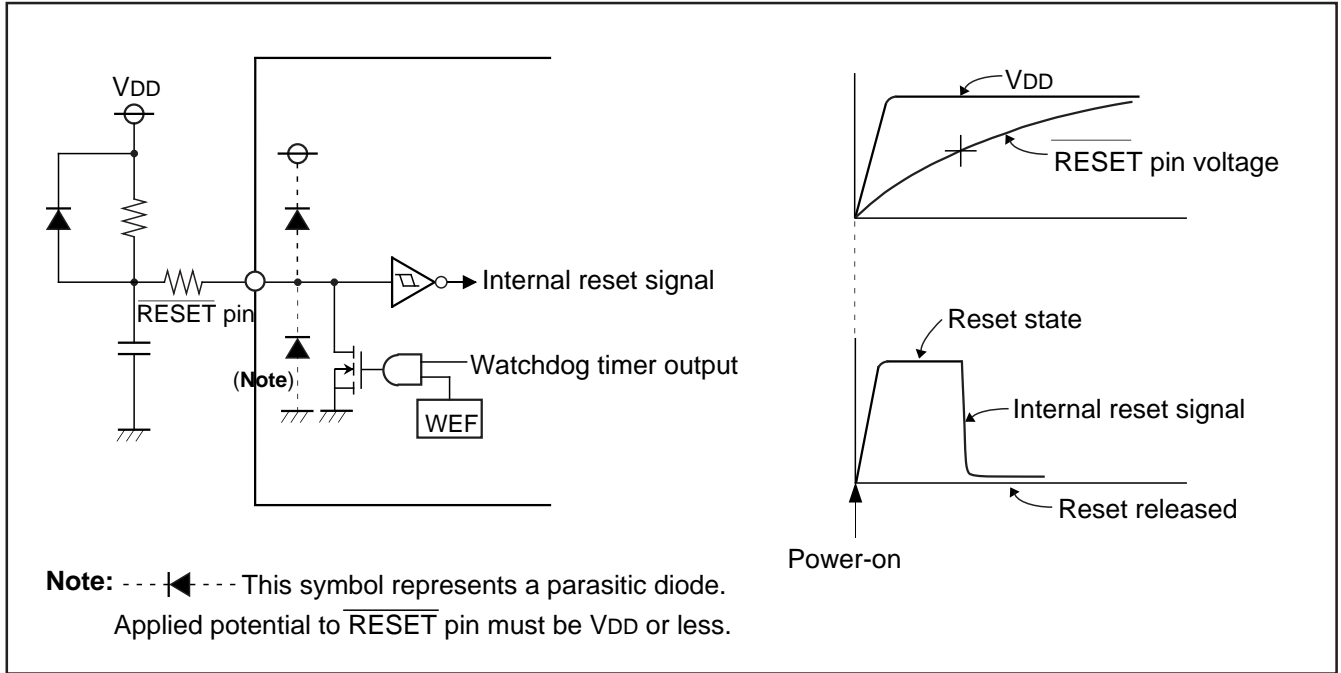 VDD
RESET pin
(Note)
Internal reset signal
Watchdog timer output
WEF
VDD
RESET pin voltage
Reset state
Internal reset signal
Reset released
Power-on
Note: This symbol represents a parasitic diode.
Applied potential to RESET pin must be VDD or less.